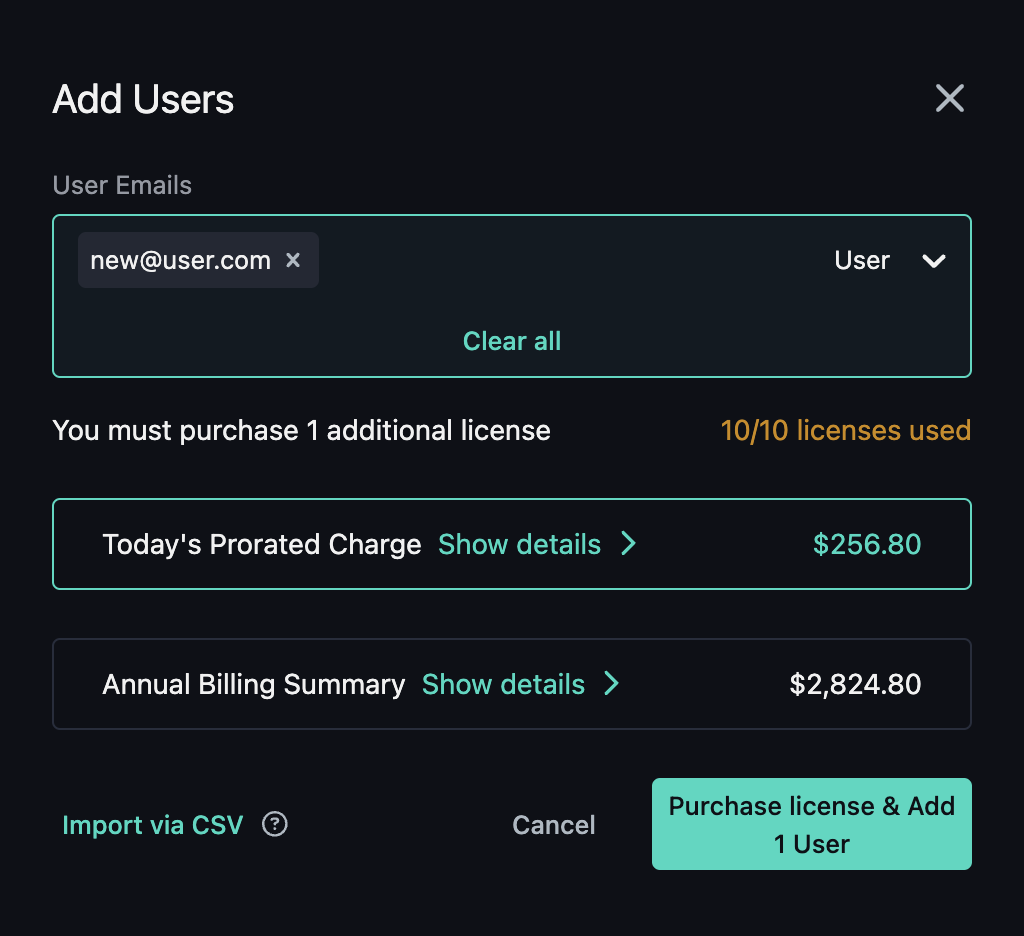 Add Users
User Emails
new@user.com
User
Clear all
You must purchase 1 additional license
10/10 licenses used
Today's Prorated Charge Show details
$256.80
Annual Billing Summary Show details
$2,824.80
Import via CSV
?
Cancel
Purchase license & Add
1 User